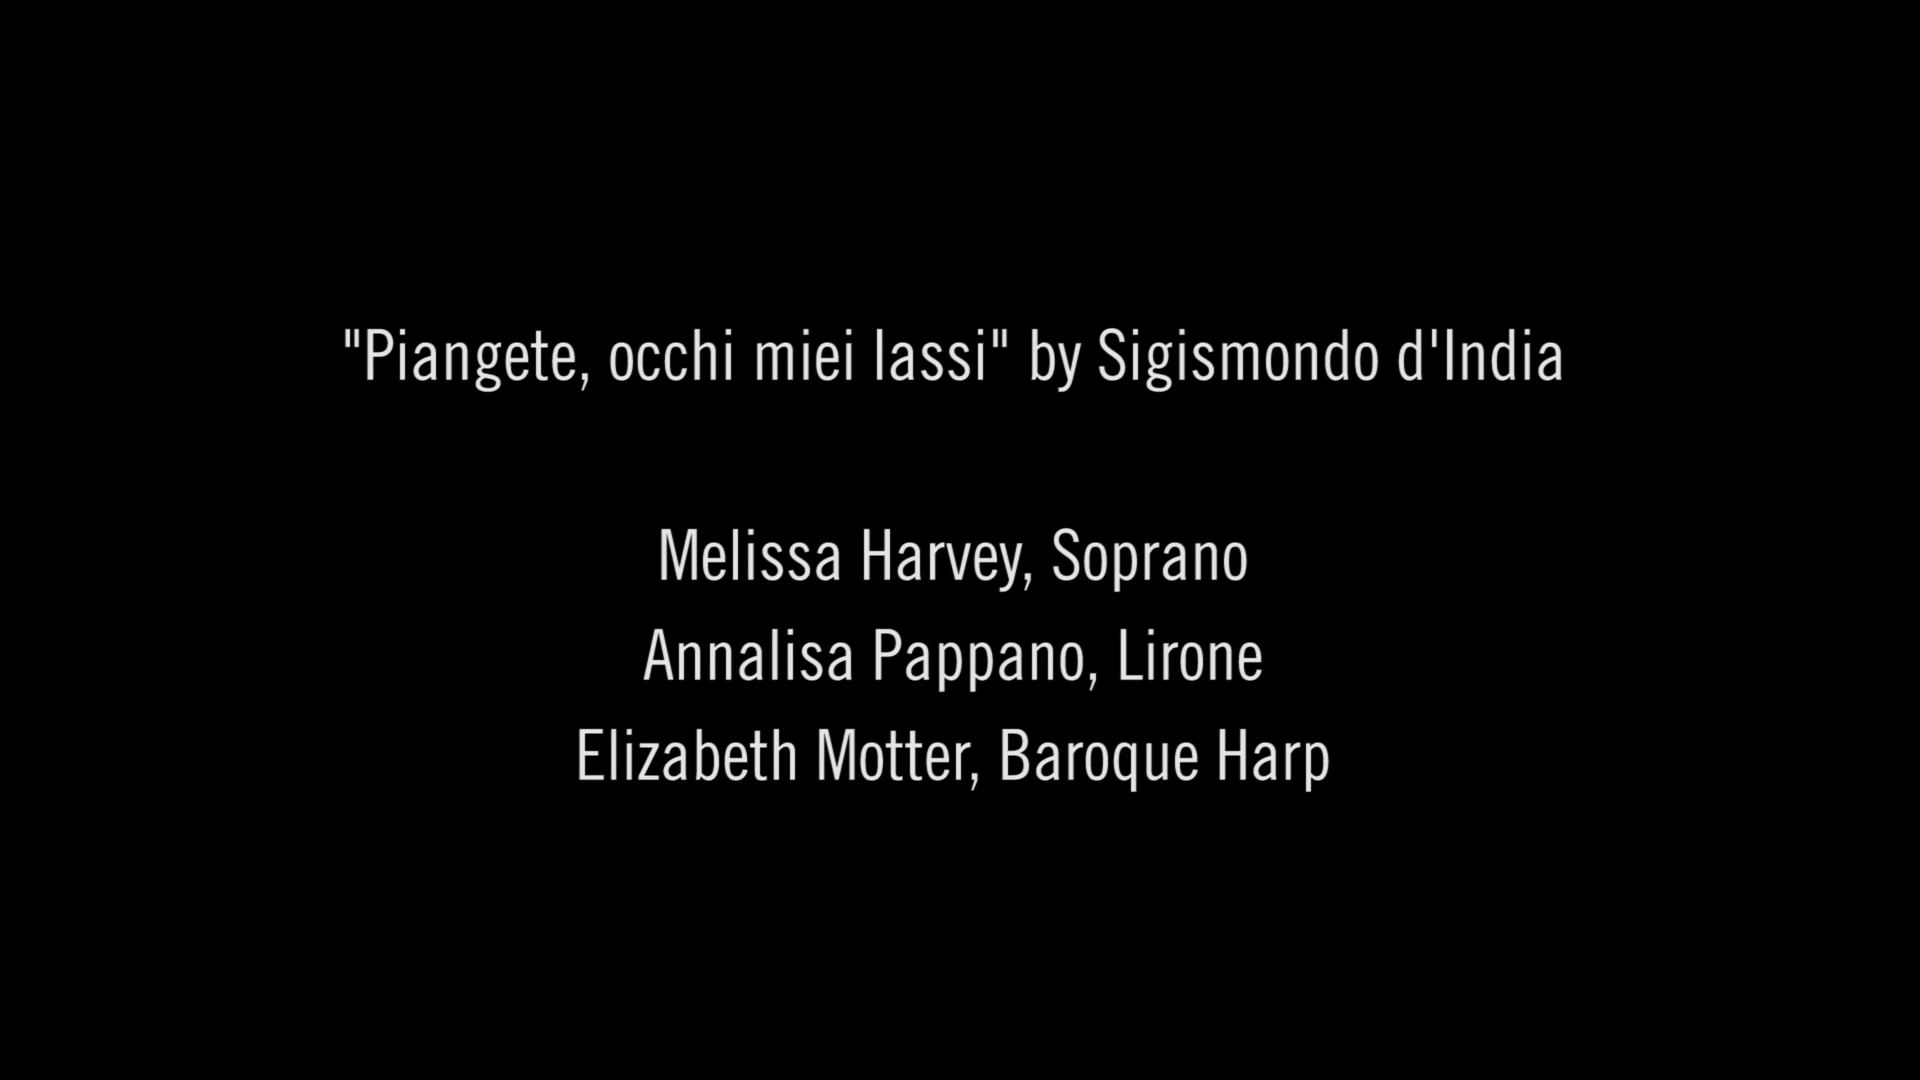 "Piangete, occhi miei lassi" by Sigismondo d'India
Melissa Harvey, Soprano
Annalisa Pappano, Lirone
Elizabeth Motter, Baroque Harp